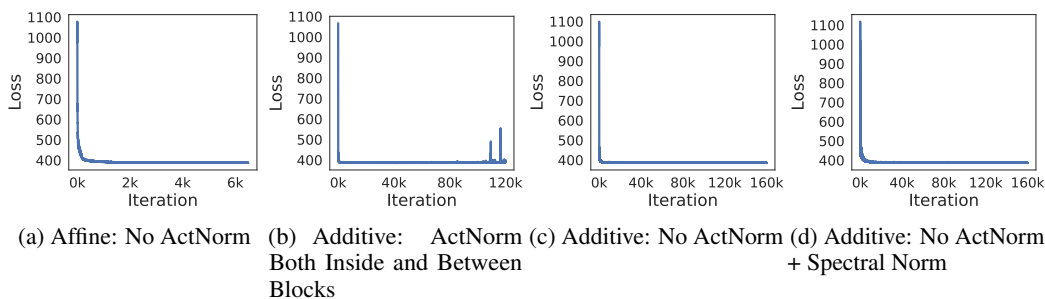 1100
1000
900
800
700
600
500
400
Loss
0k 2k 4k 6k
Iteration
(a) Affine: No ActNorm
1100
1000
900
800
700
600
500
400
Loss
0k 40k 80k 120k
Iteration
(b) Additive: ActNorm
Both Inside and Between
Blocks
1100
1000
900
800
700
600
500
400
Loss
0k 40k 80k 120k 160k
Iteration
(c) Additive: No ActNorm
1100
1000
900
800
700
600
500
400
Loss
0k 40k 80k 120k 160k
Iteration
(d) Additive: No ActNorm
+ Spectral Norm